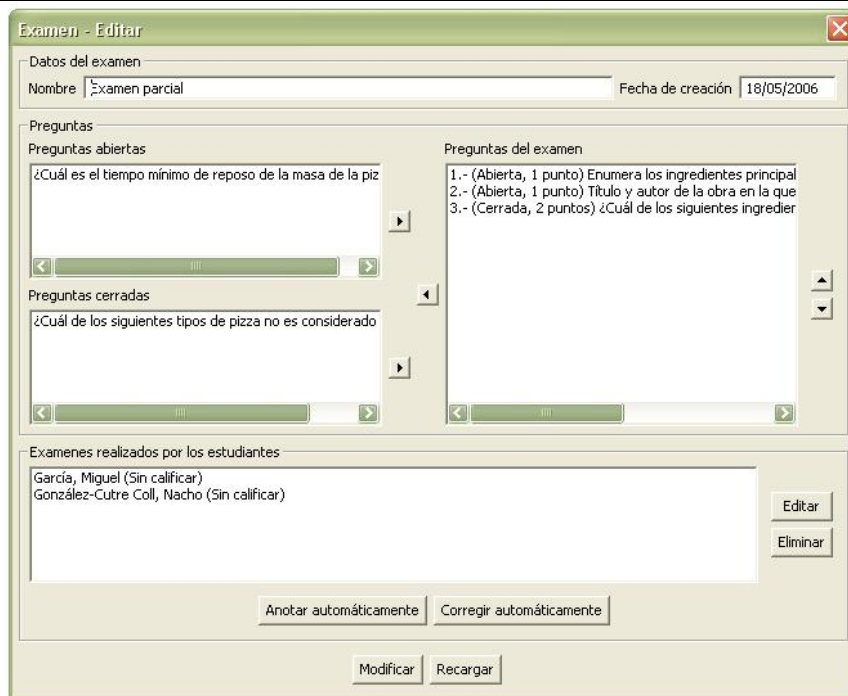 Examen - Editar
Datos del examen
Nombre Examen parcial Fecha de creación 18/05/2006
Preguntas
Preguntas abiertas
¿Cuál es el tiempo mínimo de reposo de la masa de la piz
Preguntas cerradas
¿Cuál de los siguientes tipos de pizza no es considerado
Preguntas del examen
1.- (Abierta, 1 punto) Enumera los ingredientes principal
2.- (Abierta, 1 punto) Título y autor de la obra en la que
3.- (Cerrada, 2 puntos) ¿Cuál de los siguientes ingredier
Examenes realizados por los estudiantes
García, Miguel (Sin calificar)
González-Cutre Coll, Nacho (Sin calificar)
Editar
Eliminar
Anotar automáticamente Corregir automáticamente
Modificar Recargar